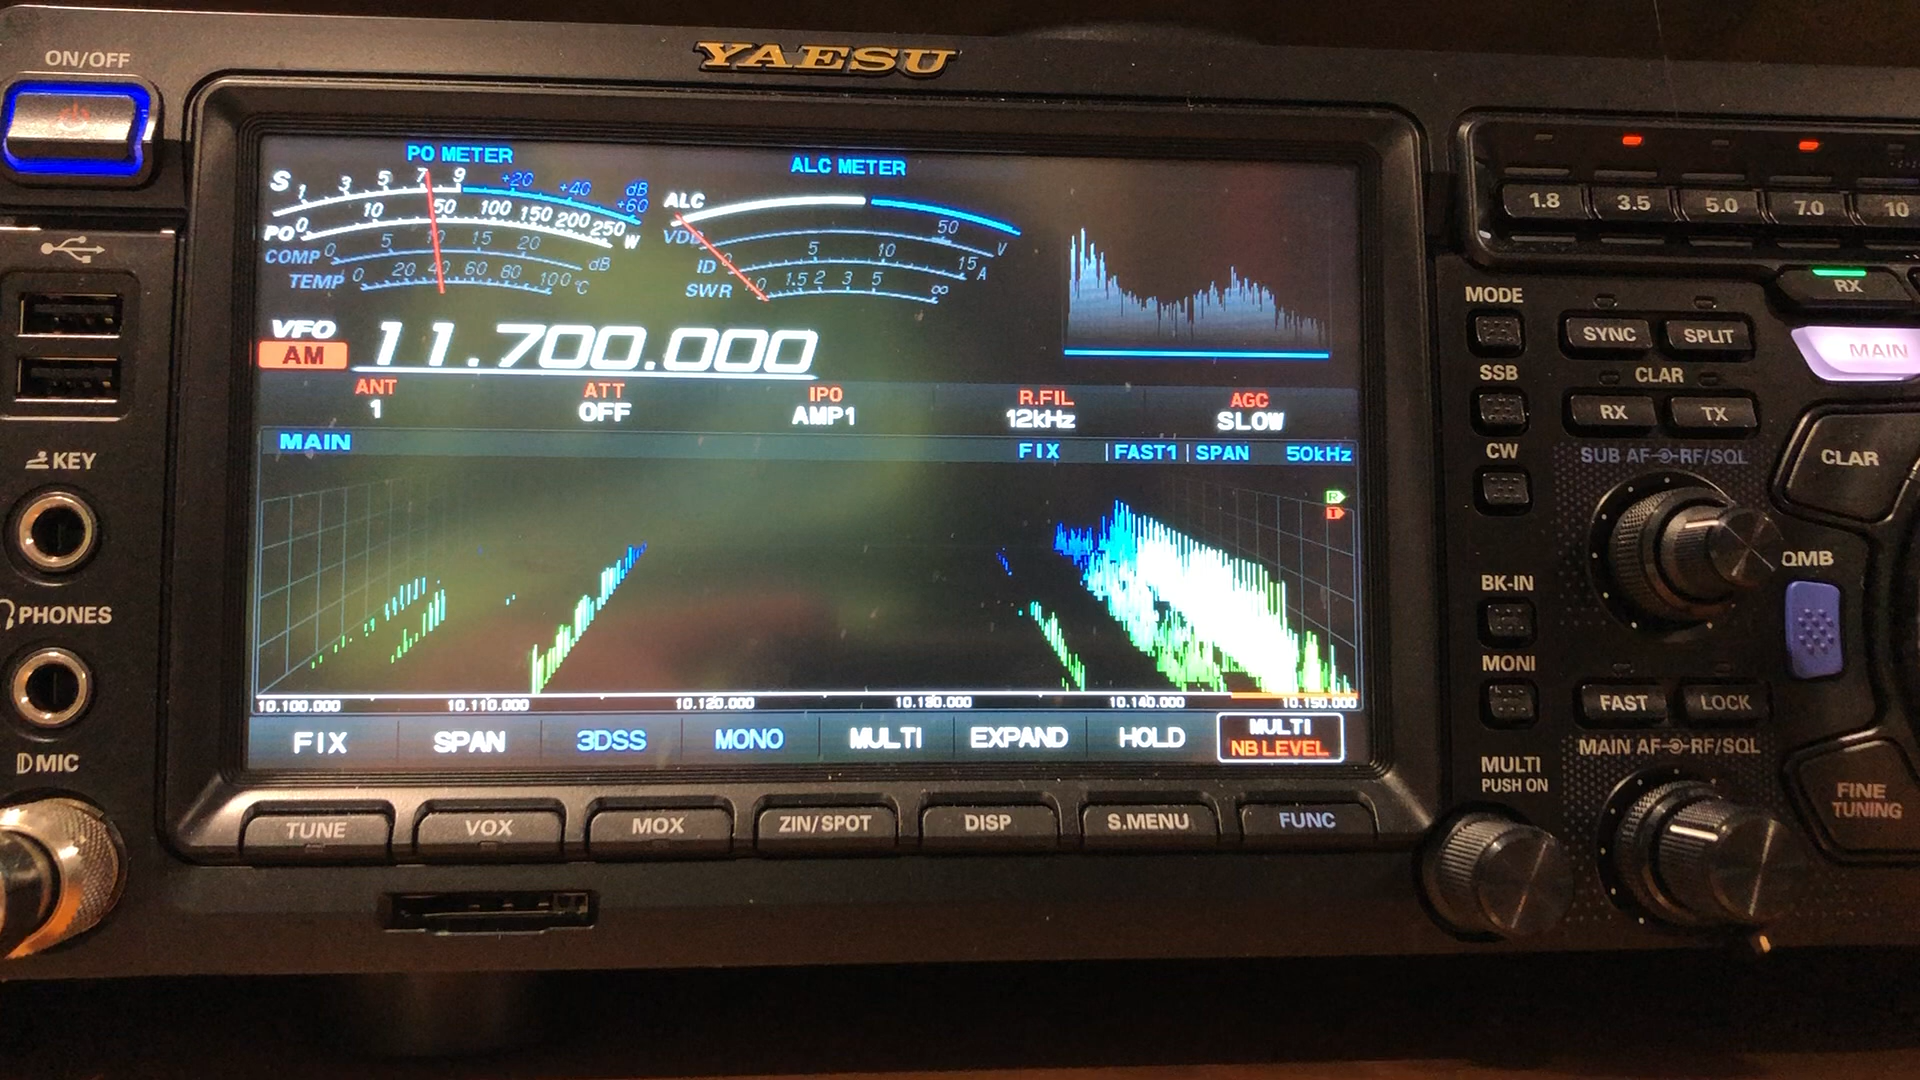 YAESU
ON/OFF
PO METER
ALC METER
S 1 3 5 7 9 +20 +40 +60 dB
PO 0 10 50 100 150 200 250 W
COMP 0 5 10 15 20 dB
TEMP 0 20 40 60 80 100 °C
ALC
VDD 50 V
ID 0 5 10 15 A
SWR 1.0 1.5 2 3 5 ∞
VFO
AM
11.700.000
ANT ATT IPO R.FIL AGC
1 OFF AMP1 12kHz SLOW
MAIN FIX FAST1 SPAN 50kHz
R
T
10.100.000 10.110.000 10.120.000 10.130.000 10.140.000 10.150.000
FIX SPAN 3DSS MONO MULTI EXPAND HOLD MULTI
NB LEVEL
TUNE VOX MOX ZIN/SPOT DISP S.MENU FUNC
KEY
PHONES
MIC
1.8 3.5 5.0 7.0 10
RX
MODE
SYNC SPLIT
MAIN
SSB
CLAR
RX TX
CW
SUB AF RF/SQL
CLAR
QMB
BK-IN
MONI
FAST LOCK
MAIN AF RF/SQL
MULTI
PUSH ON
FINE
TUNING